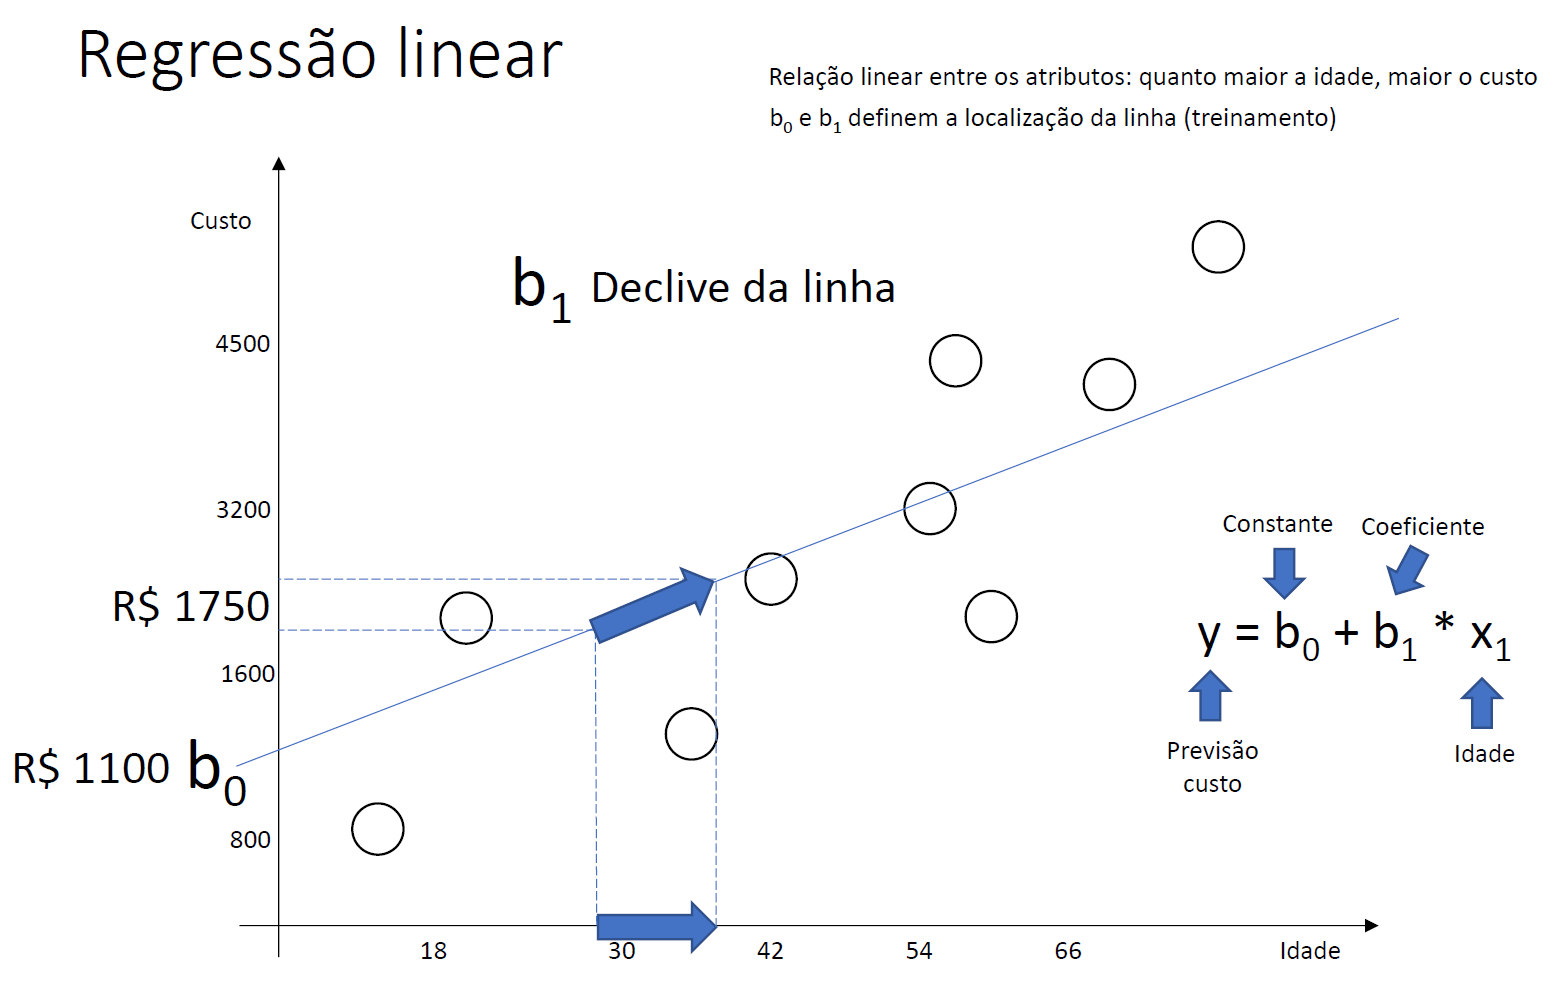 Regressão linear
Relação linear entre os atributos: quanto maior a idade, maior o custo
b₀ e b₁ definem a localização da linha (treinamento)
Custo
b₁ Declive da linha
4500
3200
Constante
Coeficiente
R$ 1750
y = b₀ + b₁ * x₁
1600
R$ 1100 b₀
Previsão
custo
Idade
800
18
30
42
54
66
Idade